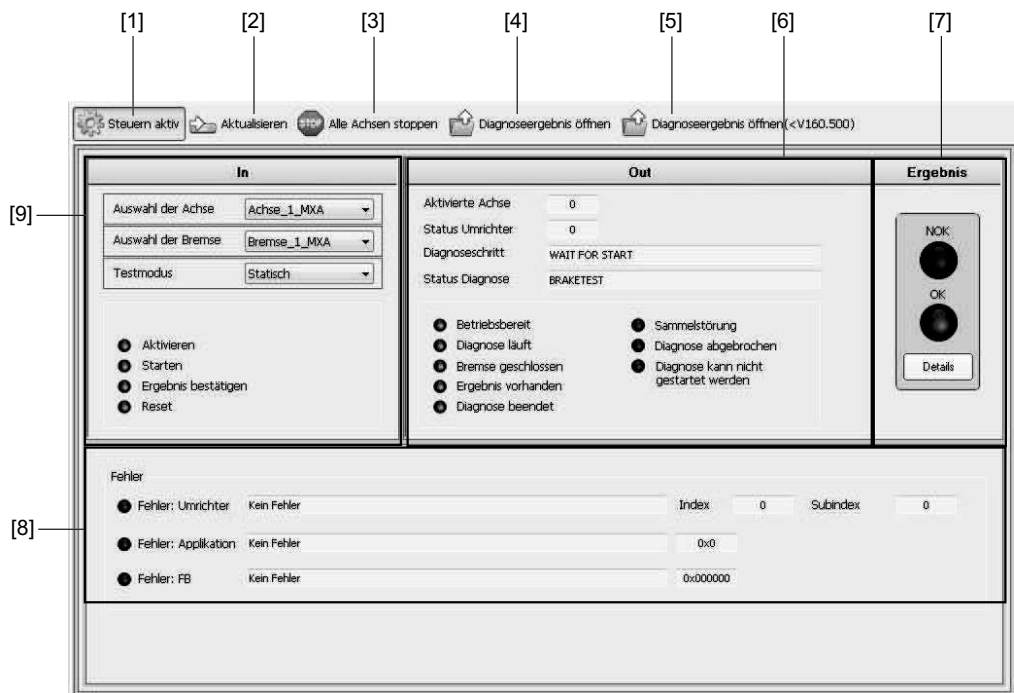 [1] [2] [3] [4] [5] [6] [7]
Steuern aktiv Aktualisieren STOP Alle Achsen stoppen Diagnoseergebnis öffnen Diagnoseergebnis öffnen(<V160.500)
In
Out
Ergebnis
[9]
Auswahl der Achse Achse_1_MXA
Auswahl der Bremse Bremse_1_MXA
Testmodus Statisch
Aktivieren
Starten
Ergebnis bestätigen
Reset
Aktivierte Achse 0
Status Umrichter 0
Diagnoseschritt WAIT FOR START
Status Diagnose BRAKETEST
Betriebsbereit
Diagnose läuft
Bremse geschlossen
Ergebnis vorhanden
Diagnose beendet
Sammelstörung
Diagnose abgebrochen
Diagnose kann nicht
gestartet werden
NOK
OK
Details
[8]
Fehler
Fehler: Umrichter Kein Fehler Index 0 Subindex 0
Fehler: Applikation Kein Fehler 0x0
Fehler: FB Kein Fehler 0x000000